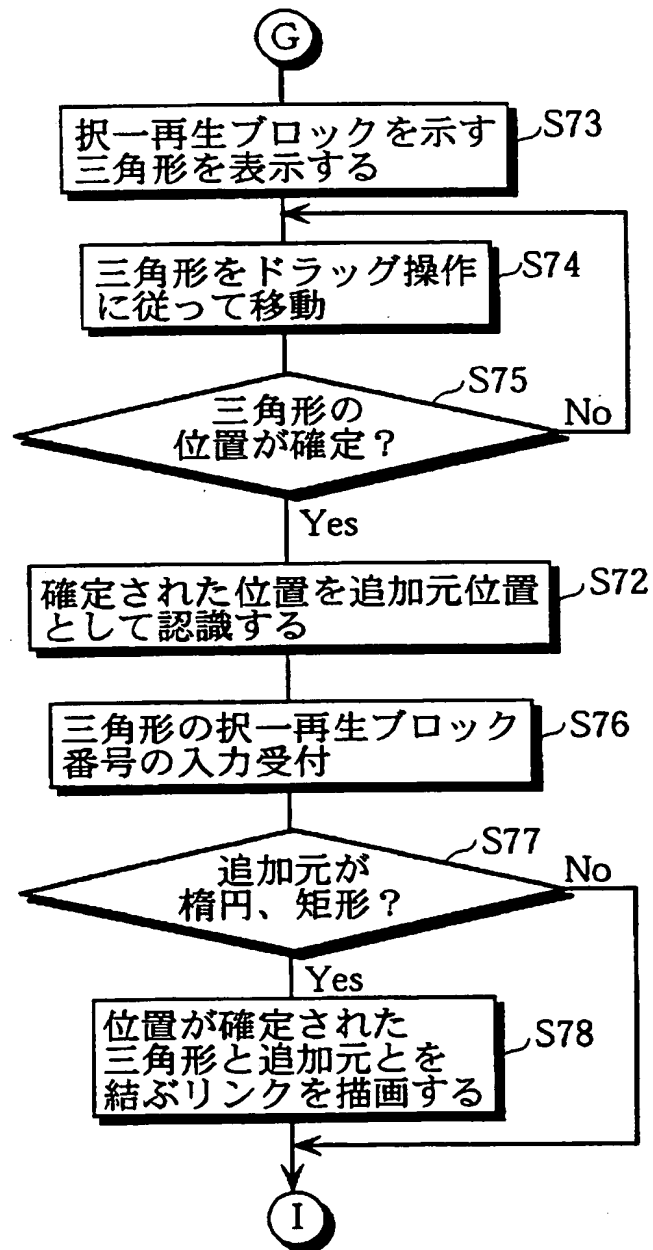 G
択一再生ブロックを示す
三角形を表示する
S73
三角形をドラッグ操作
に従って移動
S74
三角形の
位置が確定？
S75
No
Yes
確定された位置を追加元位置
として認識する
S72
三角形の択一再生ブロック
番号の入力受付
S76
追加元が
楕円、矩形？
S77
No
Yes
位置が確定された
三角形と追加元とを
結ぶリンクを描画する
S78
I